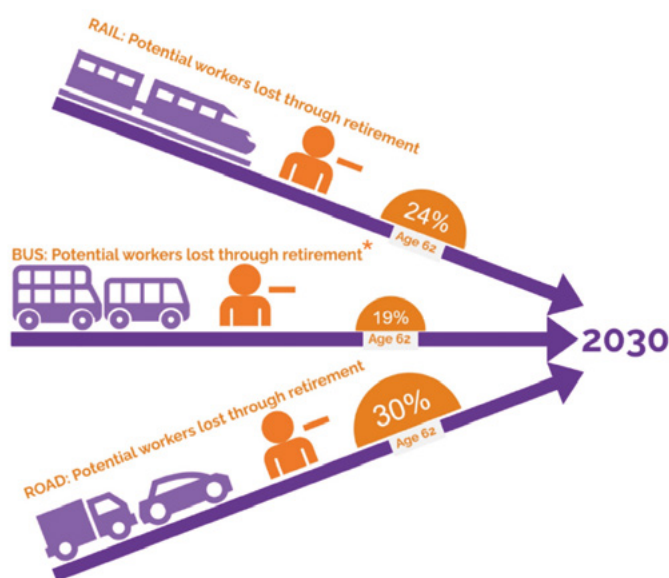 RAIL: Potential workers lost through retirement
24%
Age 62
BUS: Potential workers lost through retirement*
19%
Age 62
2030
ROAD: Potential workers lost through retirement
30%
Age 62